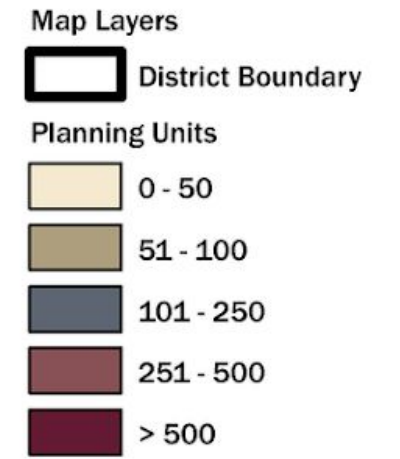 Map Layers
District Boundary
Planning Units
0 - 50
51 - 100
101 - 250
251 - 500
> 500